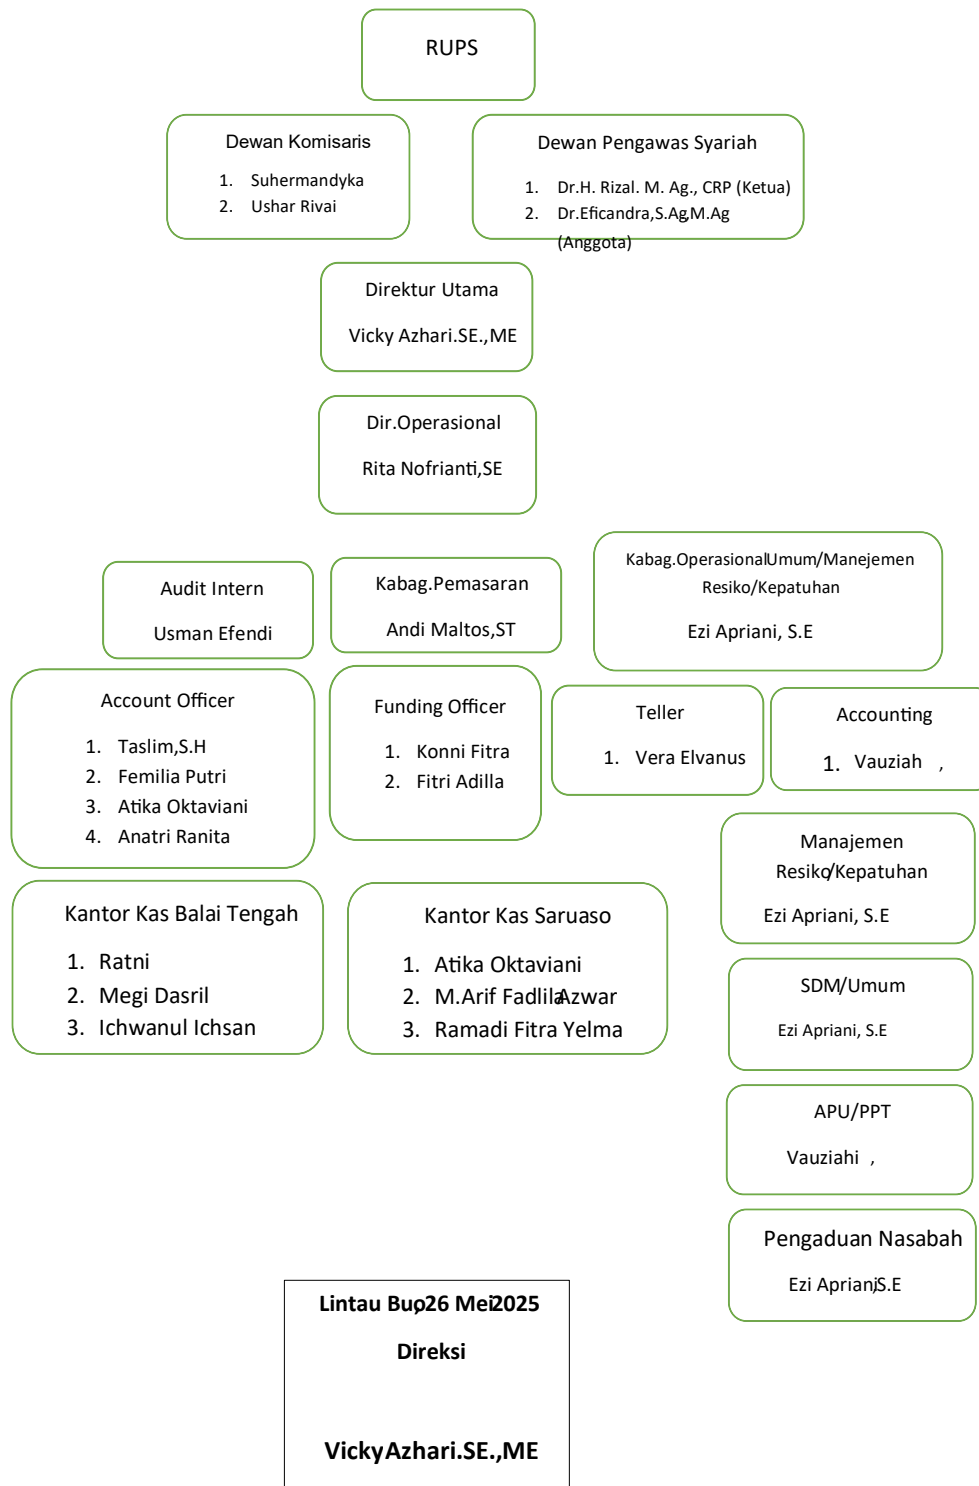 RUPS
Dewan Komisaris
1. Suhermandyka
2. Ushar Rivai
Dewan Pengawas Syariah
1. Dr.H. Rizal. M. Ag., CRP (Ketua)
2. Dr.Eficandra,S.Ag,M.Ag
(Anggota)
Direktur Utama
Vicky Azhari.SE.,ME
Dir.Operasional
Rita Nofrianti,SE
Audit Intern
Usman Efendi
Kabag.Pemasaran
Andi Maltos,ST
Kabag.OperasionalUmum/Manejemen
Resiko/Kepatuhan
Ezi Apriani, S.E
Account Officer
1. Taslim,S.H
2. Femilia Putri
3. Atika Oktaviani
4. Anatri Ranita
Funding Officer
1. Konni Fitra
2. Fitri Adilla
Teller
1. Vera Elvanus
Accounting
1. Vauziah ,
Manajemen
Resiko/Kepatuhan
Ezi Apriani, S.E
Kantor Kas Balai Tengah
1. Ratni
2. Megi Dasril
3. Ichwanul Ichsan
Kantor Kas Saruaso
1. Atika Oktaviani
2. M.Arif Fadlila Azwar
3. Ramadi Fitra Yelma
SDM/Umum
Ezi Apriani, S.E
APU/PPT
Vauziahi ,
Pengaduan Nasabah
Ezi Apriani,S.E
Lintau Buo,26 Mei2025
Direksi
VickyAzhari.SE.,ME